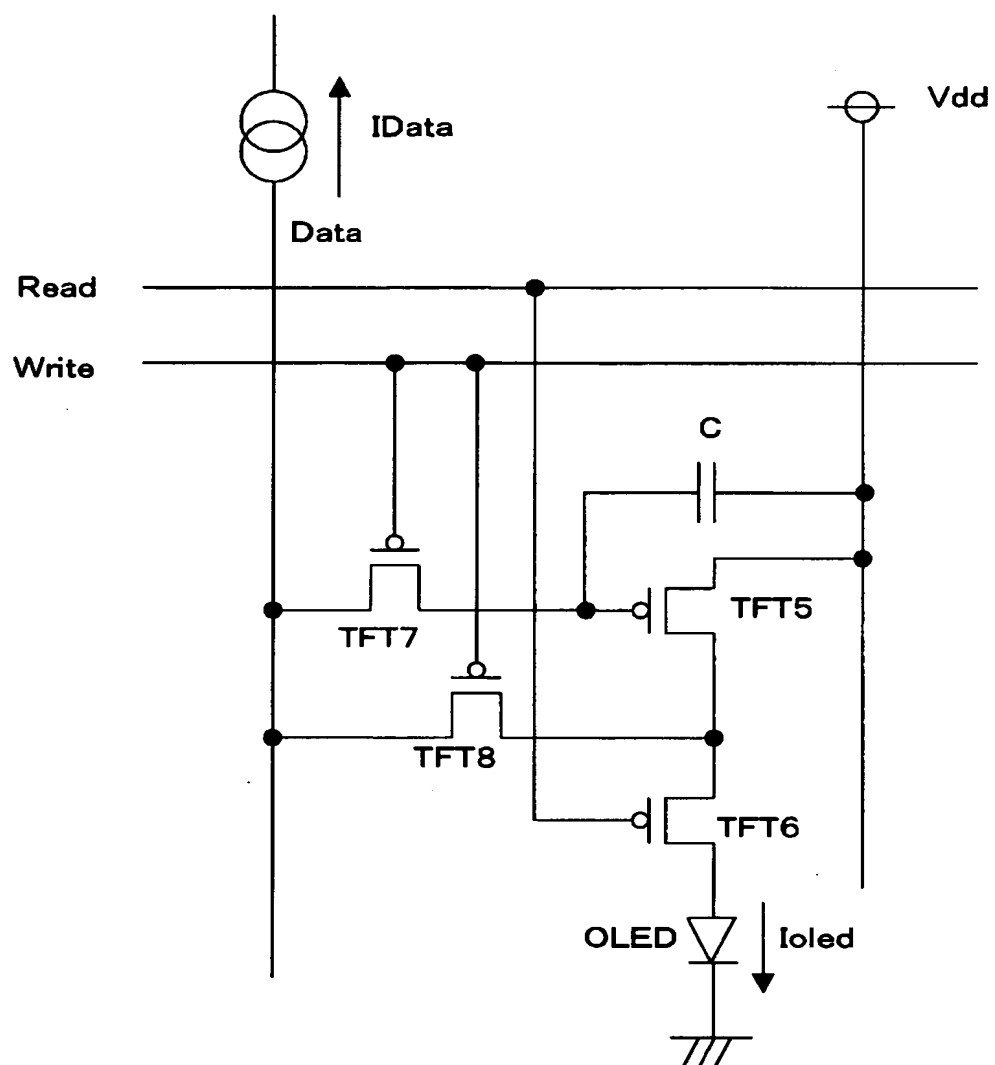 Vdd
IData
Data
Read
Write
C
TFT5
TFT7
TFT8
TFT6
OLED
Ioled